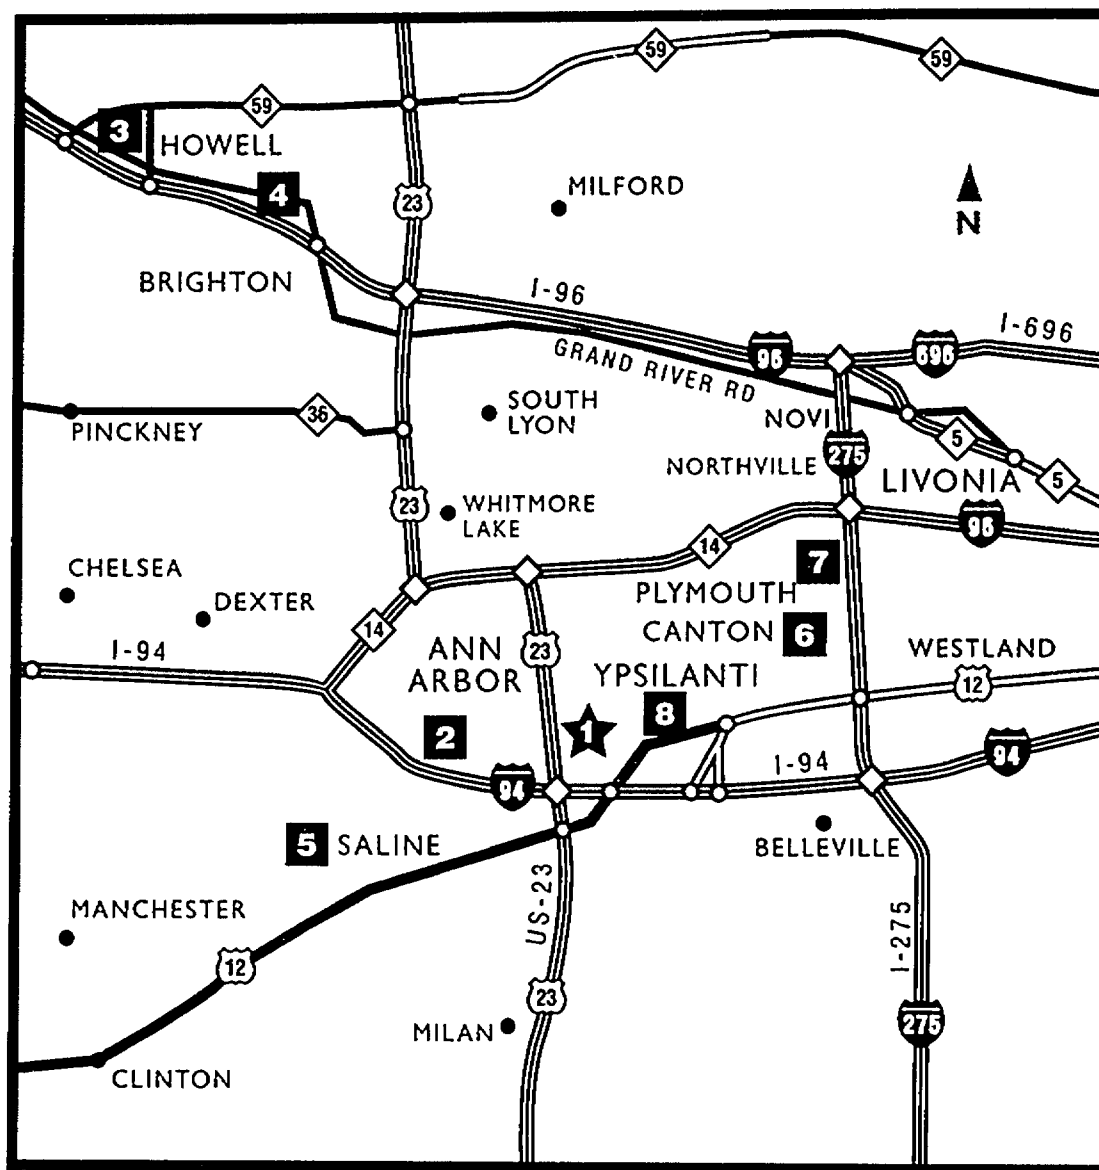 59
59
59
3
HOWELL
4
23
MILFORD
N
BRIGHTON
I-96
I-696
96
696
GRAND RIVER RD
PINCKNEY
36
SOUTH
LYON
NOVI
5
275
NORTHVILLE
LIVONIA
5
23
WHITMORE
LAKE
96
14
7
CHELSEA
DEXTER
PLYMOUTH
14
CANTON
6
I-94
ANN
ARBOR
23
YPSILANTI
WESTLAND
12
2
1
8
94
I-94
94
5
SALINE
BELLEVILLE
MANCHESTER
US-23
I-275
12
23
MILAN
275
CLINTON